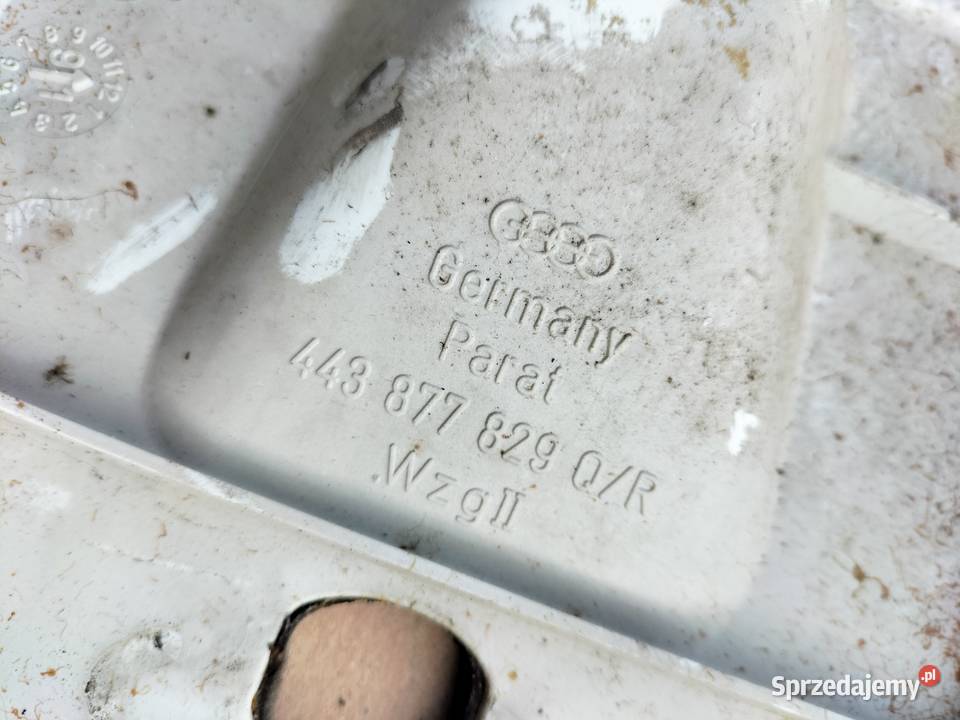 Germany
Parat
443 877 829 Q/R
.WzgII
Sprzedajemy.pl